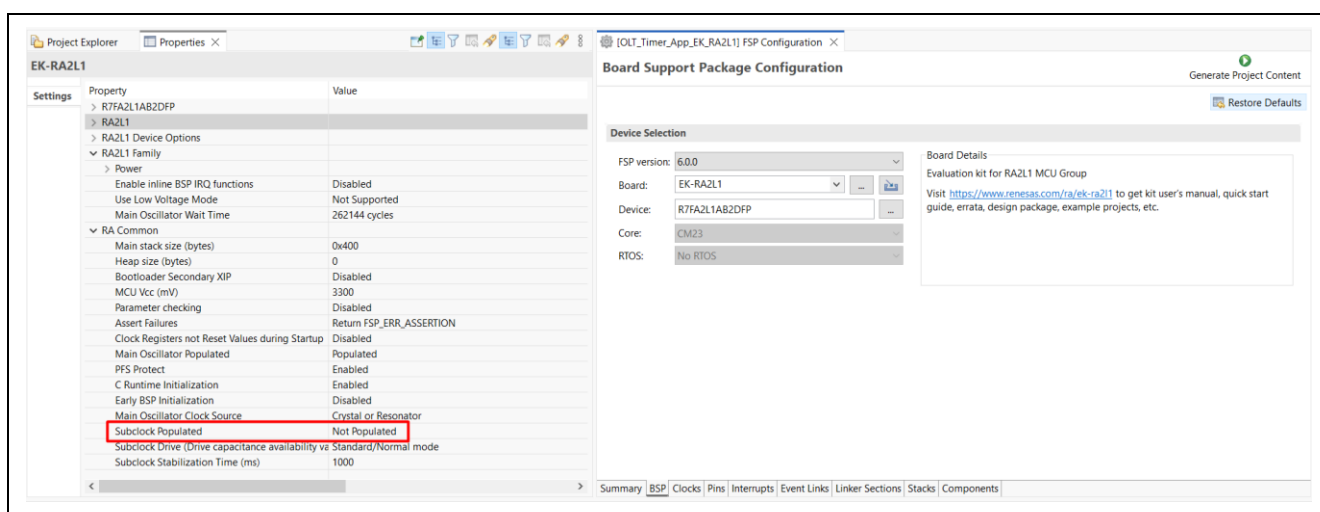 Project Explorer
Properties
EK-RA2L1
Settings
Property Value
R7FA2L1AB2DFP
RA2L1
RA2L1 Device Options
RA2L1 Family
Power
Enable inline BSP IRQ functions Disabled
Use Low Voltage Mode Not Supported
Main Oscillator Wait Time 262144 cycles
RA Common
Main stack size (bytes) 0x400
Heap size (bytes) 0
Bootloader Secondary XIP Disabled
MCU Vcc (mV) 3300
Parameter checking Disabled
Assert Failures Return FSP_ERR_ASSERTION
Clock Registers not Reset Values during Startup Disabled
Main Oscillator Populated Populated
PFS Protect Enabled
C Runtime Initialization Enabled
Early BSP Initialization Disabled
Main Oscillator Clock Source Crystal or Resonator
Subclock Populated Not Populated
Subclock Drive (Drive capacitance availability va Standard/Normal mode
Subclock Stabilization Time (ms) 1000
[OLT_Timer_App_EK_RA2L1] FSP Configuration
Board Support Package Configuration
Generate Project Content
Restore Defaults
Device Selection
FSP version: 6.0.0
Board: EK-RA2L1 ...
Device: R7FA2L1AB2DFP ...
Core: CM23
RTOS: No RTOS
Board Details
Evaluation kit for RA2L1 MCU Group
Visit https://www.renesas.com/ra/ek-ra2l1 to get kit user's manual, quick start
guide, errata, design package, example projects, etc.
Summary BSP Clocks Pins Interrupts Event Links Linker Sections Stacks Components